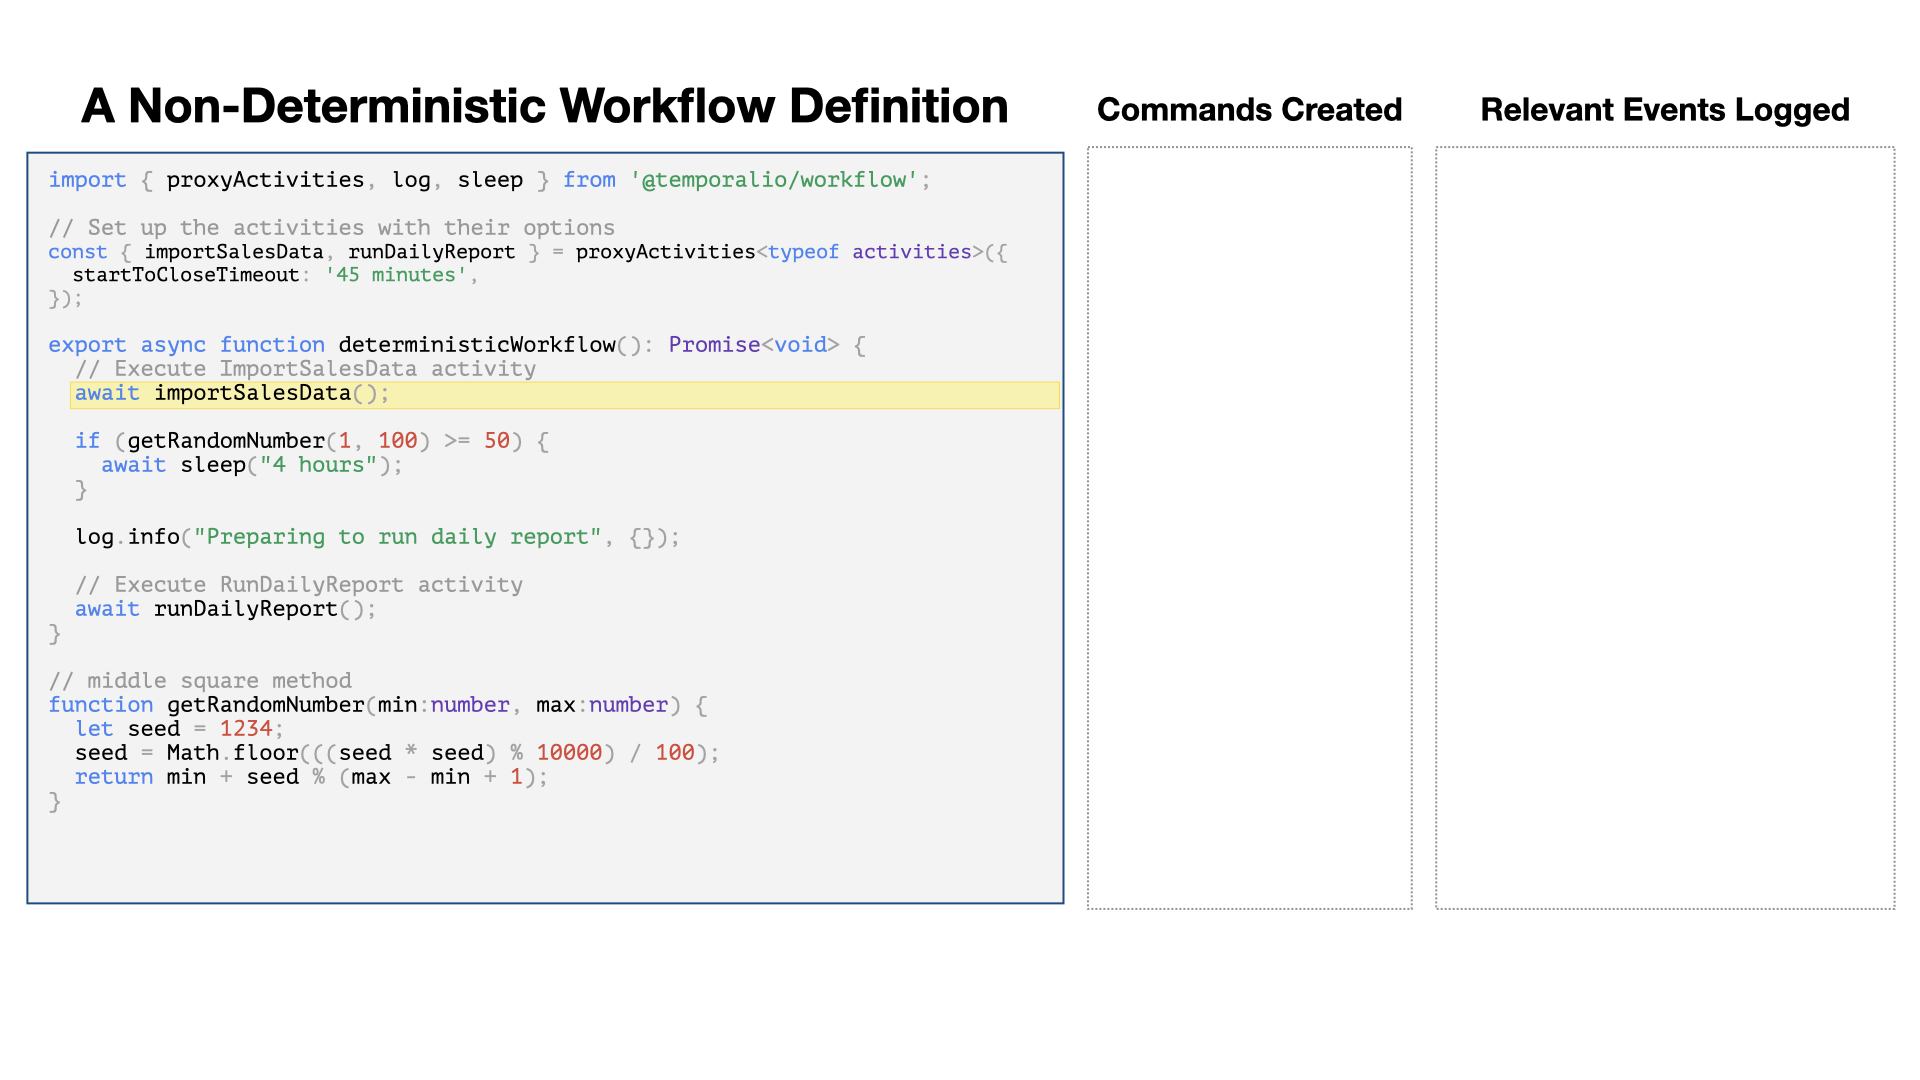 A Non-Deterministic Workflow Definition
Commands Created
Relevant Events Logged
import { proxyActivities, log, sleep } from '@temporalio/workflow';
// Set up the activities with their options
const { importSalesData, runDailyReport } = proxyActivities<typeof activities>({
  startToCloseTimeout: '45 minutes',
});
export async function deterministicWorkflow(): Promise<void> {
  // Execute ImportSalesData activity
  await importSalesData();
  if (getRandomNumber(1, 100) >= 50) {
    await sleep("4 hours");
  }
  log.info("Preparing to run daily report", {});
  // Execute RunDailyReport activity
  await runDailyReport();
}
// middle square method
function getRandomNumber(min:number, max:number) {
  let seed = 1234;
  seed = Math.floor(((seed * seed) % 10000) / 100);
  return min + seed % (max - min + 1);
}